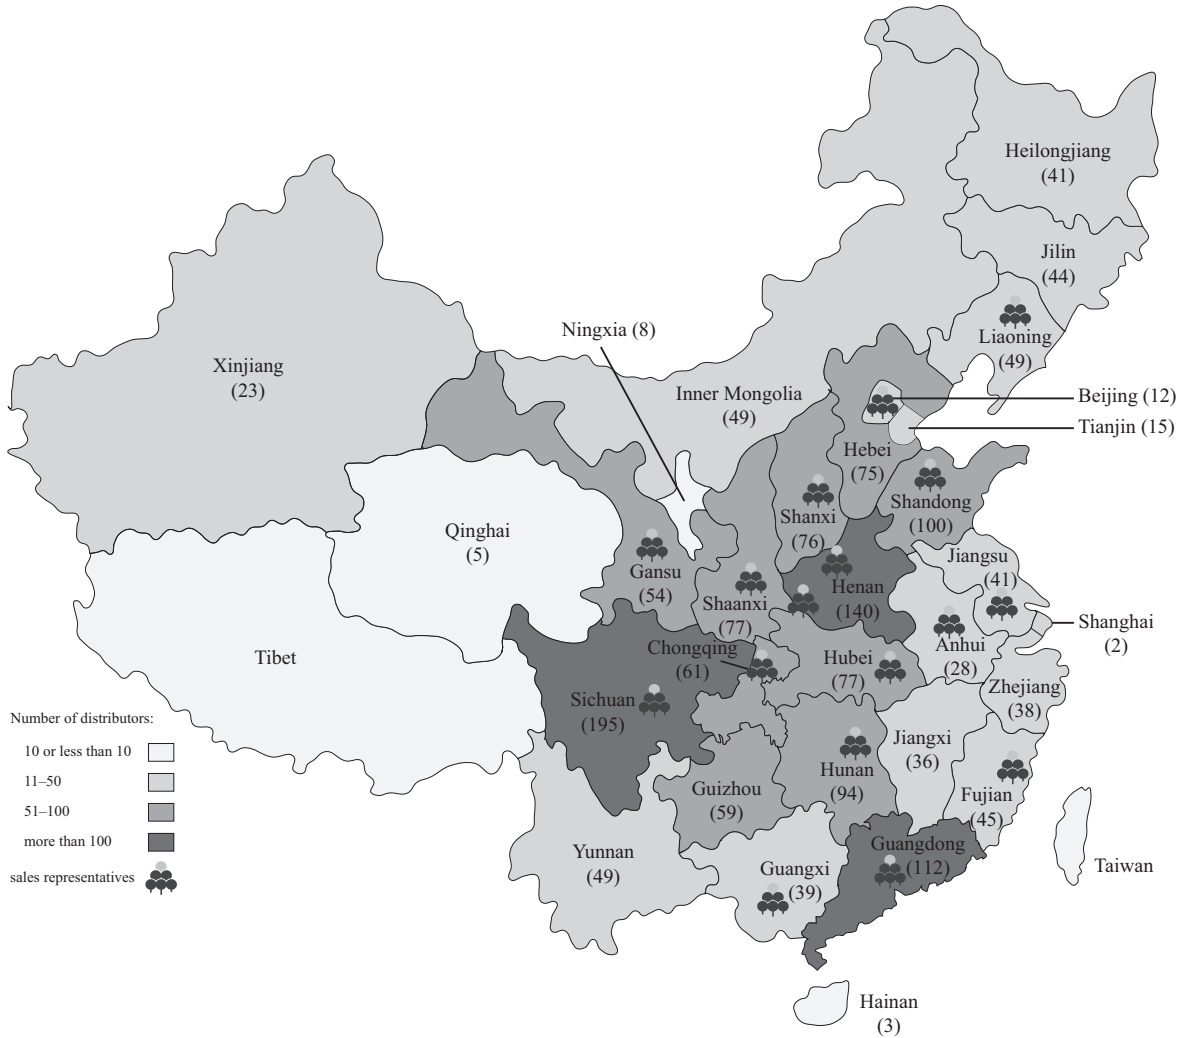 Heilongjiang
(41)
Jilin
(44)
Ningxia (8)
Liaoning
(49)
Xinjiang
(23)
Inner Mongolia
(49)
Beijing (12)
Tianjin (15)
Hebei
(75)
Shandong
(100)
Shanxi
(76)
Qinghai
(5)
Jiangsu
(41)
Gansu
(54)
Henan
(140)
Shaanxi
(77)
Shanghai
(2)
Anhui
(28)
Chongqing
(61)
Hubei
(77)
Tibet
Zhejiang
(38)
Sichuan
(195)
Number of distributors:
10 or less than 10
11–50
51–100
more than 100
sales representatives
Jiangxi
(36)
Hunan
(94)
Guizhou
(59)
Fujian
(45)
Guangdong
(112)
Yunnan
(49)
Guangxi
(39)
Taiwan
Hainan
(3)